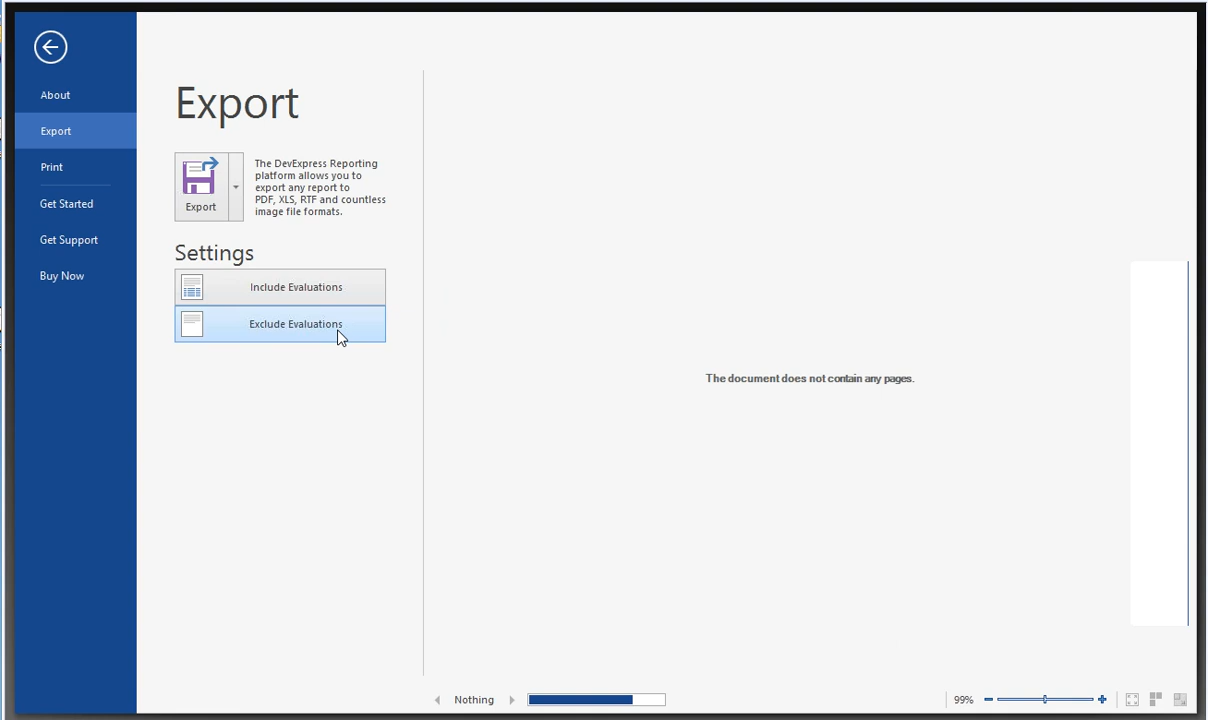 About
Export
Print
Get Started
Get Support
Buy Now
Export
Export
The DevExpress Reporting
platform allows you to
export any report to
PDF, XLS, RTF and countless
image file formats.
Settings
Include Evaluations
Exclude Evaluations
The document does not contain any pages.
Nothing
99%